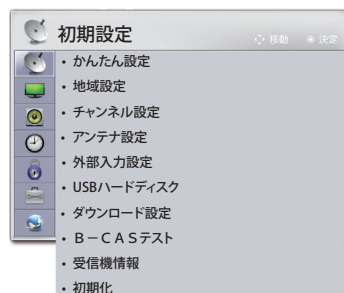 初期設定
移動 決定
・かんたん設定
・地域設定
・チャンネル設定
・アンテナ設定
・外部入力設定
・USBハードディスク
・ダウンロード設定
・B－CASテスト
・受信機情報
・初期化